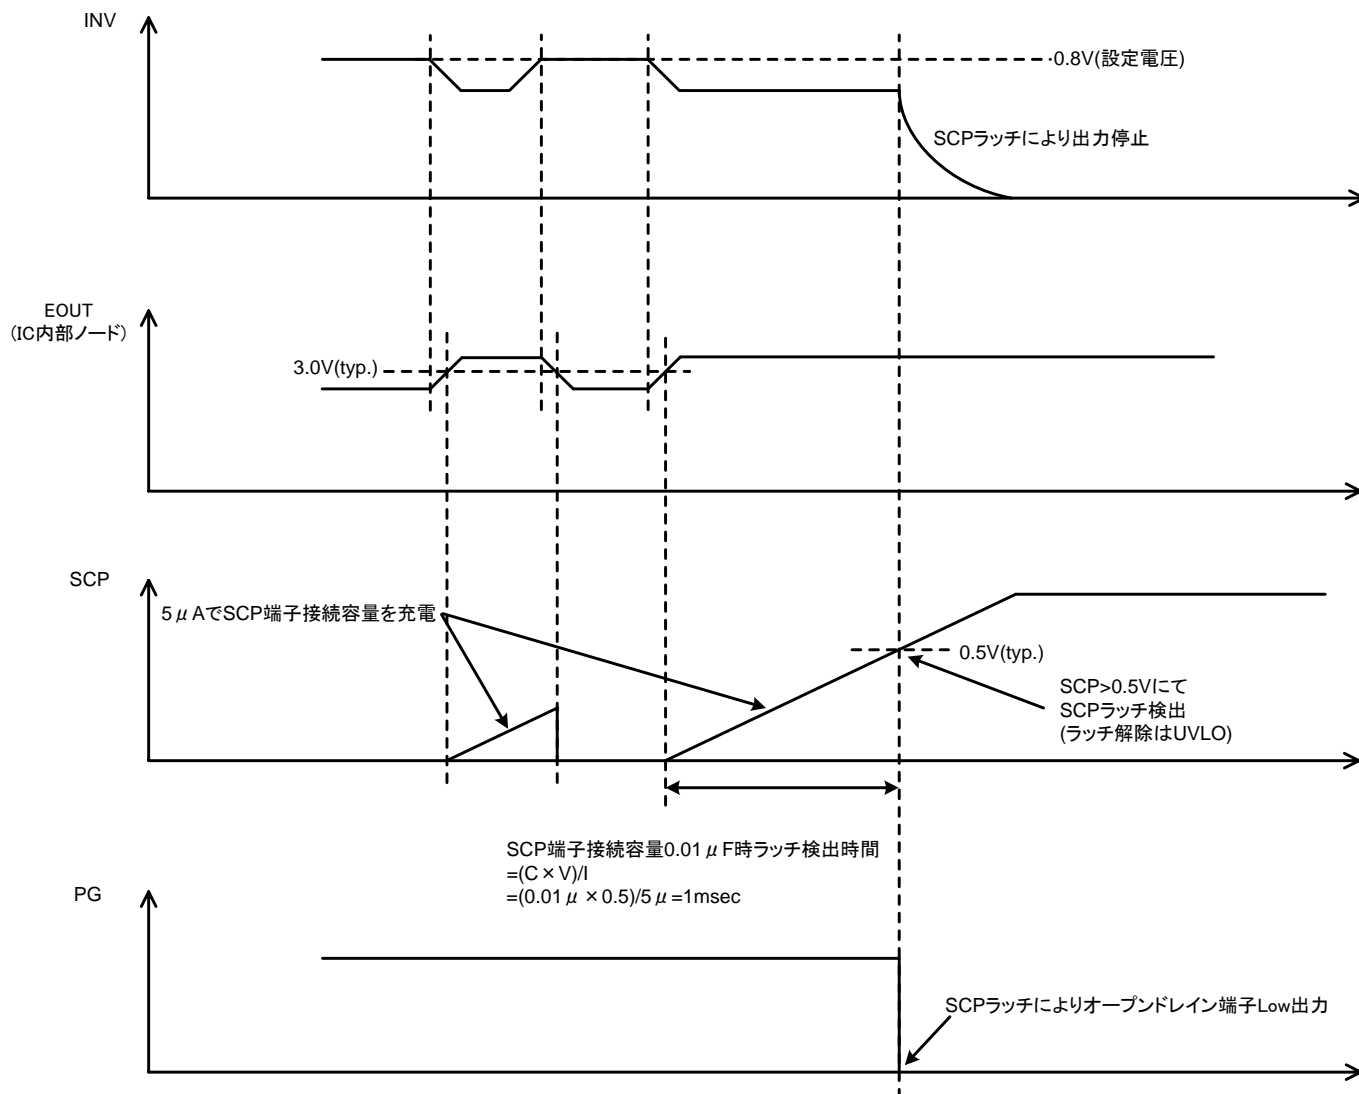 INV
0.8V(設定電圧)
SCPラッチにより出力停止
EOUT
(IC内部ノード)
3.0V(typ.)
SCP
5μAでSCP端子接続容量を充電
0.5V(typ.)
SCP>0.5Vにて
SCPラッチ検出
(ラッチ解除はUVLO)
SCP端子接続容量0.01μF時ラッチ検出時間
=(C×V)/I
=(0.01μ×0.5)/5μ=1msec
PG
SCPラッチによりオープンドレイン端子Low出力